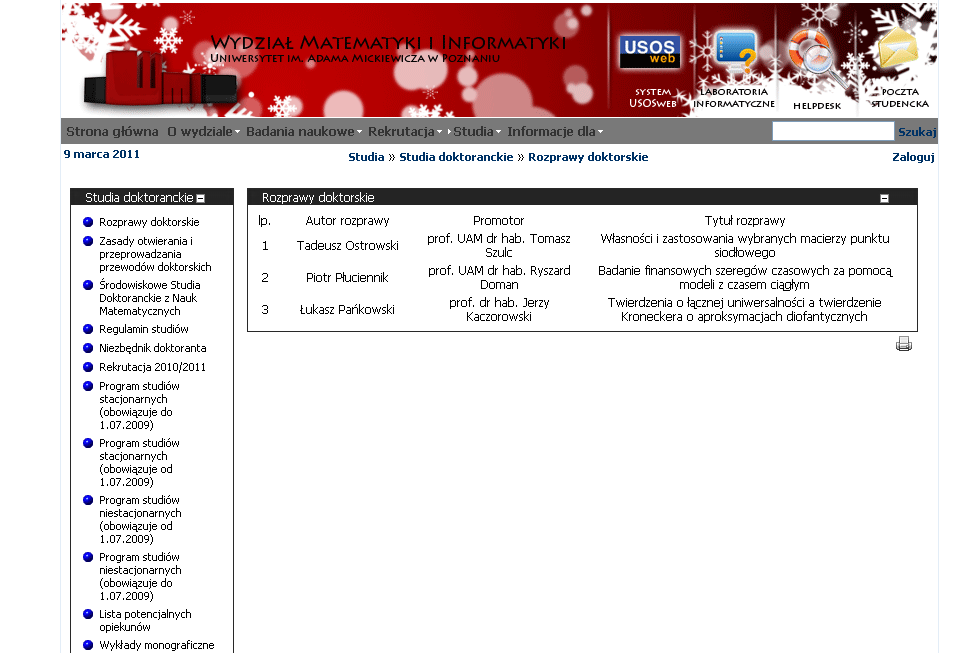 WYDZIAŁ MATEMATYKI I INFORMATYKI
UNIWERSYTET IM. ADAMA MICKIEWICZA W POZNANIU
USOS
web
SYSTEM
USOSWEB
LABORATORIA
INFORMATYCZNE
HELPDESK
POCZTA
STUDENCKA
Strona główna O wydziale Badania naukowe Rekrutacja Studia Informacje dla Szukaj
9 marca 2011
Studia » Studia doktoranckie » Rozprawy doktorskie
Zaloguj
Studia doktoranckie
Rozprawy doktorskie
Zasady otwierania i
przeprowadzania
przewodów doktorskich
Środowiskowe Studia
Doktoranckie z Nauk
Matematycznych
Regulamin studiów
Niezbędnik doktoranta
Rekrutacja 2010/2011
Program studiów
stacjonarnych
(obowiązuje do
1.07.2009)
Program studiów
stacjonarnych
(obowiązuje od
1.07.2009)
Program studiów
niestacjonarnych
(obowiązuje od
1.07.2009)
Program studiów
niestacjonarnych
(obowiązuje do
1.07.2009)
Lista potencjalnych
opiekunów
Wykłady monograficzne
Rozprawy doktorskie
lp. Autor rozprawy Promotor Tytuł rozprawy
1 Tadeusz Ostrowski prof. UAM dr hab. Tomasz Szulc Własności i zastosowania wybranych macierzy punktu siodłowego
2 Piotr Płuciennik prof. UAM dr hab. Ryszard Doman Badanie finansowych szeregów czasowych za pomocą modeli z czasem ciągłym
3 Łukasz Pańkowski prof. dr hab. Jerzy Kaczorowski Twierdzenia o łącznej uniwersalności a twierdzenie Kroneckera o aproksymacjach diofantycznych